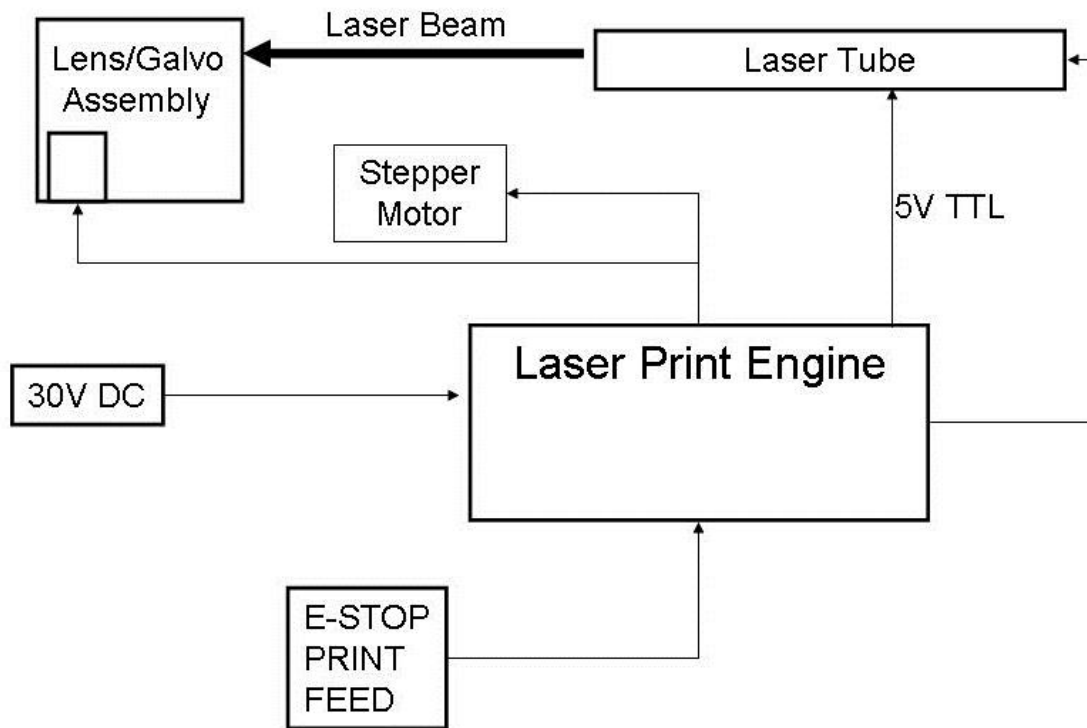 Laser Beam
Lens/Galvo
Assembly
Laser Tube
Stepper
Motor
5V TTL
Laser Print Engine
30V DC
E-STOP
PRINT
FEED